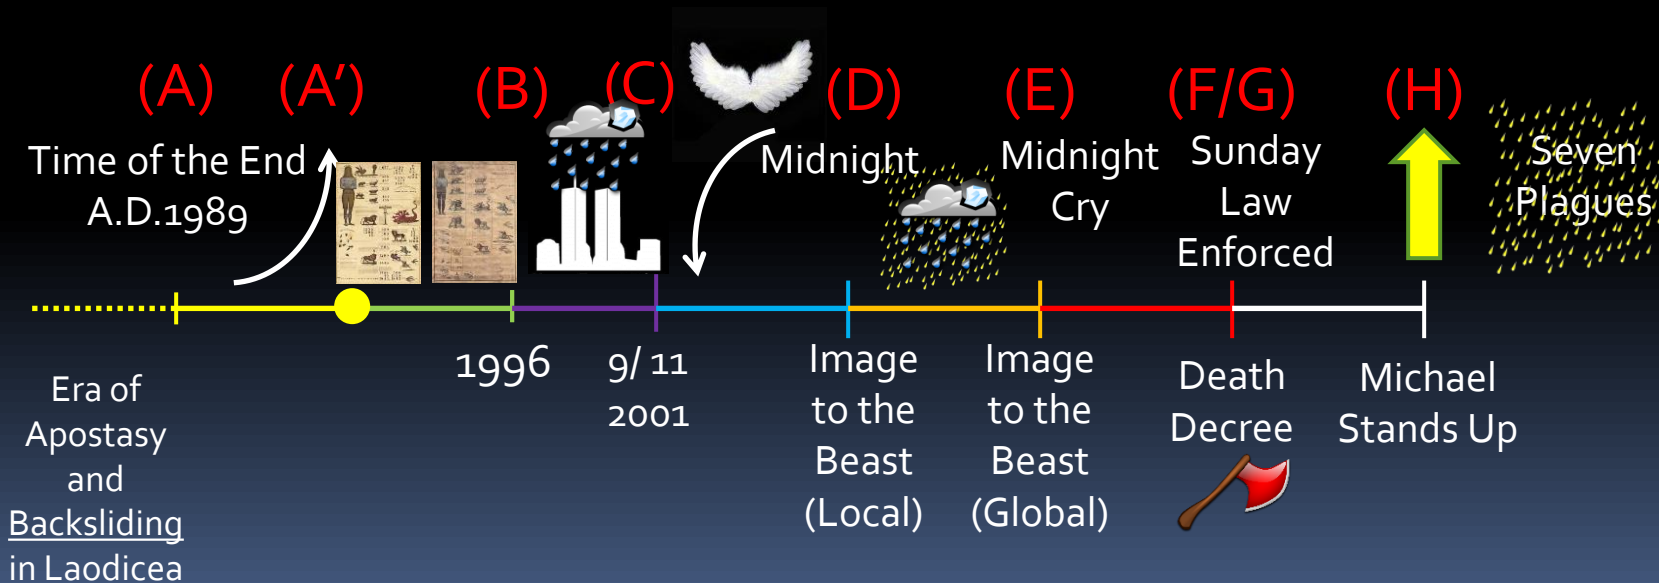 (A)
(A')
(B)
(C)
(D)
(E)
(F/G)
(H)
Time of the End
A.D.1989
Midnight
Midnight
Cry
Sunday
Law
Enforced
Seven
Plagues
Era of
Apostasy
and
Backsliding
in Laodicea
1996
9/ 11
2001
Image
to the
Beast
(Local)
Image
to the
Beast
(Global)
Death
Decree
Michael
Stands Up